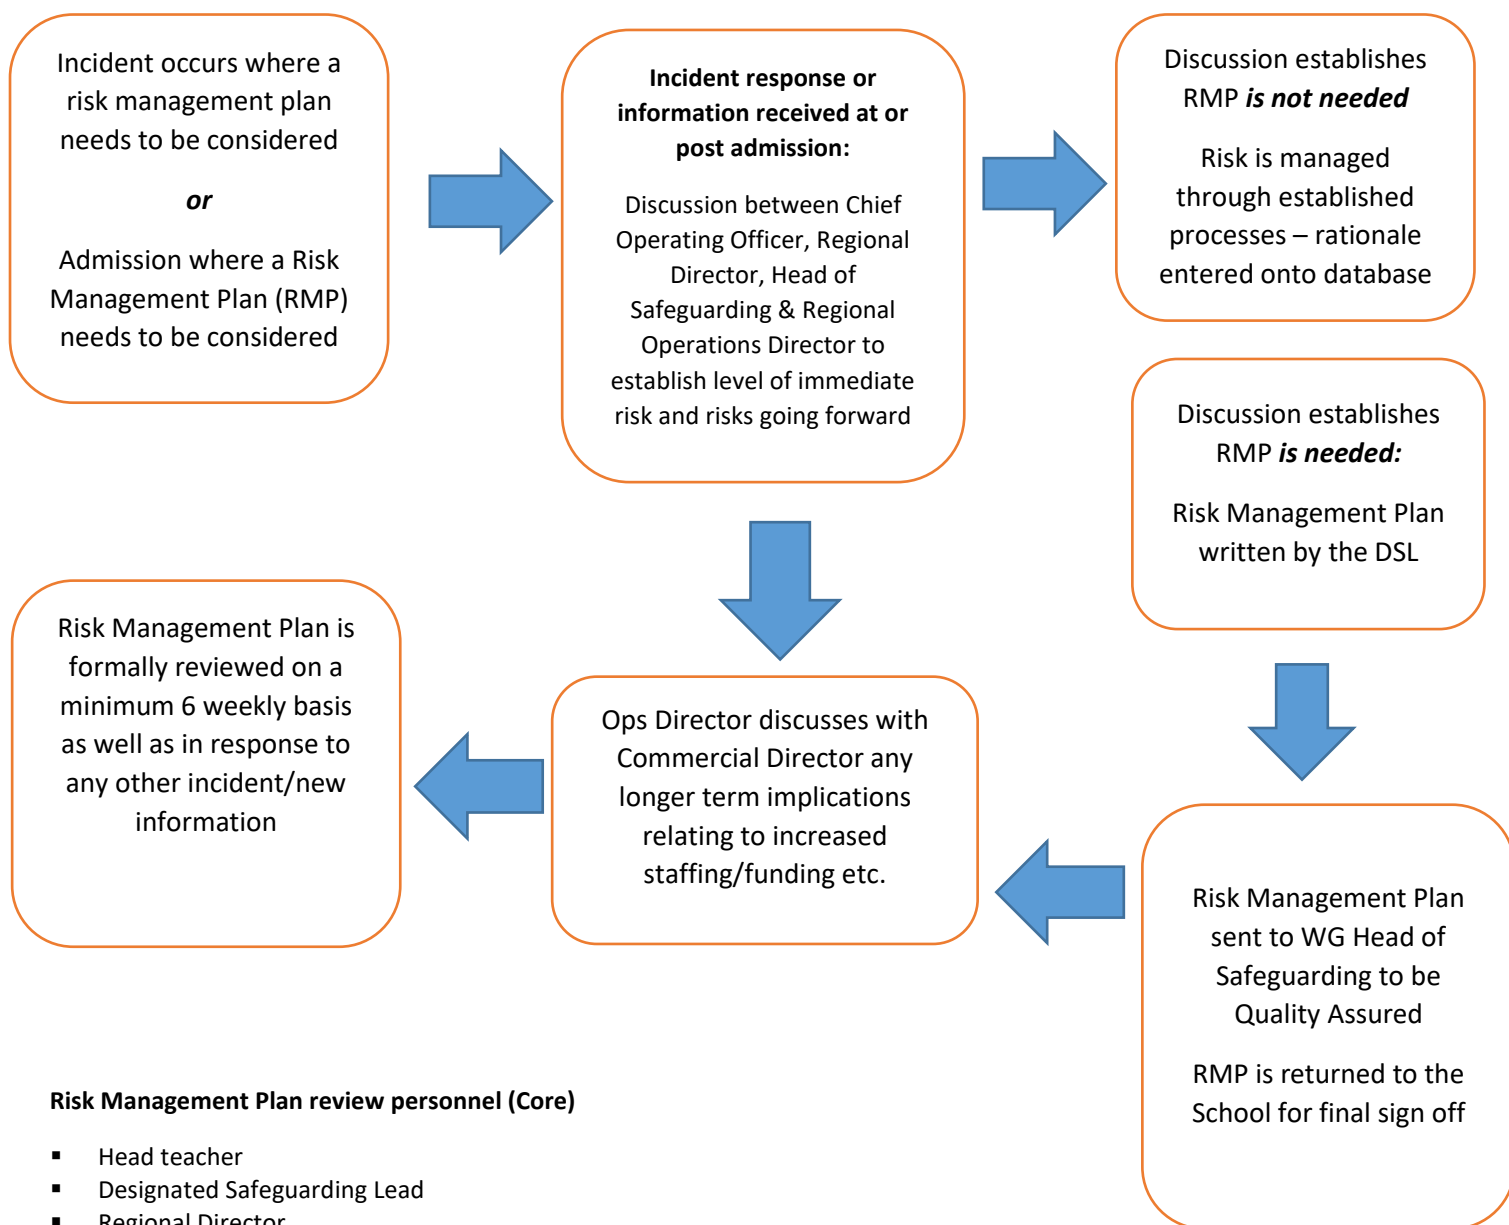 Incident occurs where a
risk management plan
needs to be considered
or
Admission where a Risk
Management Plan (RMP)
needs to be considered
Incident response or
information received at or
post admission:
Discussion between Chief
Operating Officer, Regional
Director, Head of
Safeguarding & Regional
Operations Director to
establish level of immediate
risk and risks going forward
Discussion establishes
RMP is not needed
Risk is managed
through established
processes – rationale
entered onto database
Discussion establishes
RMP is needed:
Risk Management Plan
written by the DSL
Risk Management Plan
sent to WG Head of
Safeguarding to be
Quality Assured
RMP is returned to the
School for final sign off
Ops Director discusses with
Commercial Director any
longer term implications
relating to increased
staffing/funding etc.
Risk Management Plan is
formally reviewed on a
minimum 6 weekly basis
as well as in response to
any other incident/new
information
Risk Management Plan review personnel (Core)
▪ Head teacher
▪ Designated Safeguarding Lead
▪ Regional Director